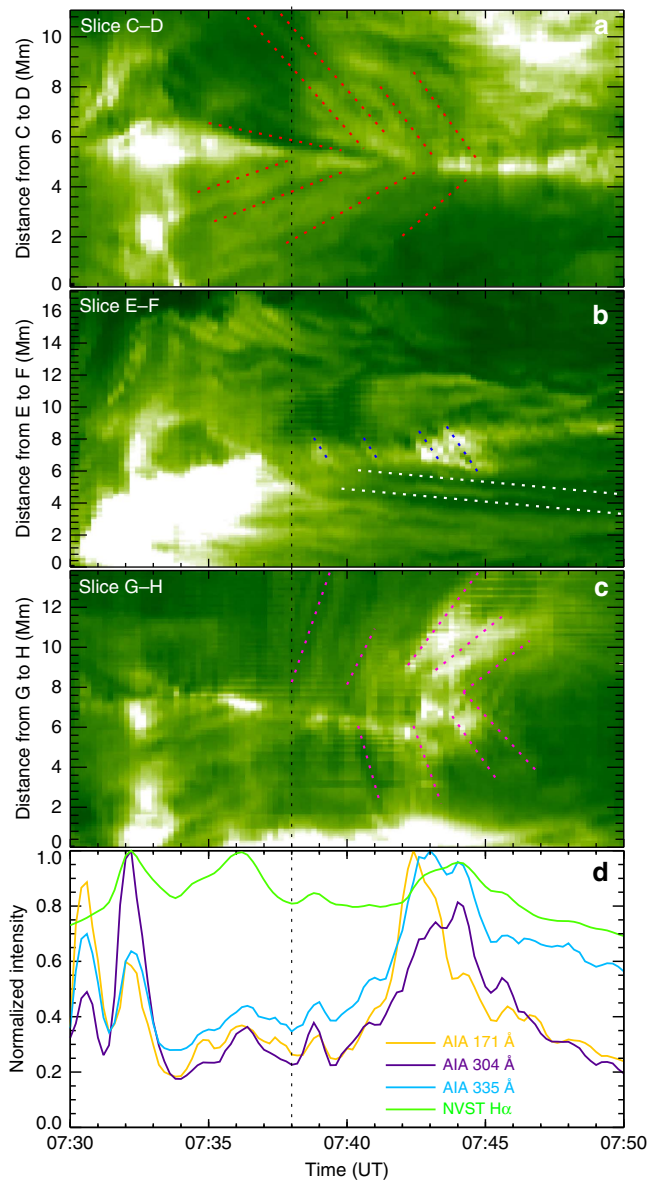 Slice C–D
a
Distance from C to D (Mm)
10
8
6
4
2
0
Slice E–F
b
Distance from E to F (Mm)
16
14
12
10
8
6
4
2
0
Slice G–H
c
Distance from G to H (Mm)
12
10
8
6
4
2
0
d
Normalized intensity
1.0
0.8
0.6
0.4
0.2
0.0
AIA 171 Å
AIA 304 Å
AIA 335 Å
NVST Hα
07:30
07:35
07:40
07:45
07:50
Time (UT)